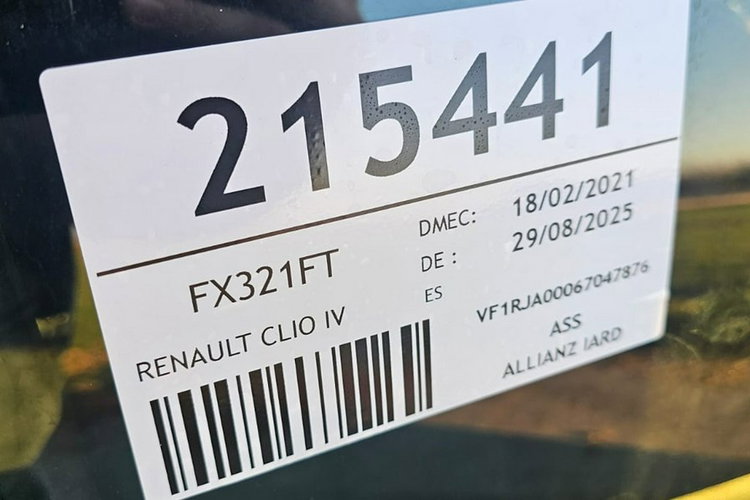 215441
FX321FT
DMEC: 18/02/2021
DE : 29/08/2025
ES
RENAULT CLIO IV
VF1RJA00067047876
ASS
ALLIANZ IARD